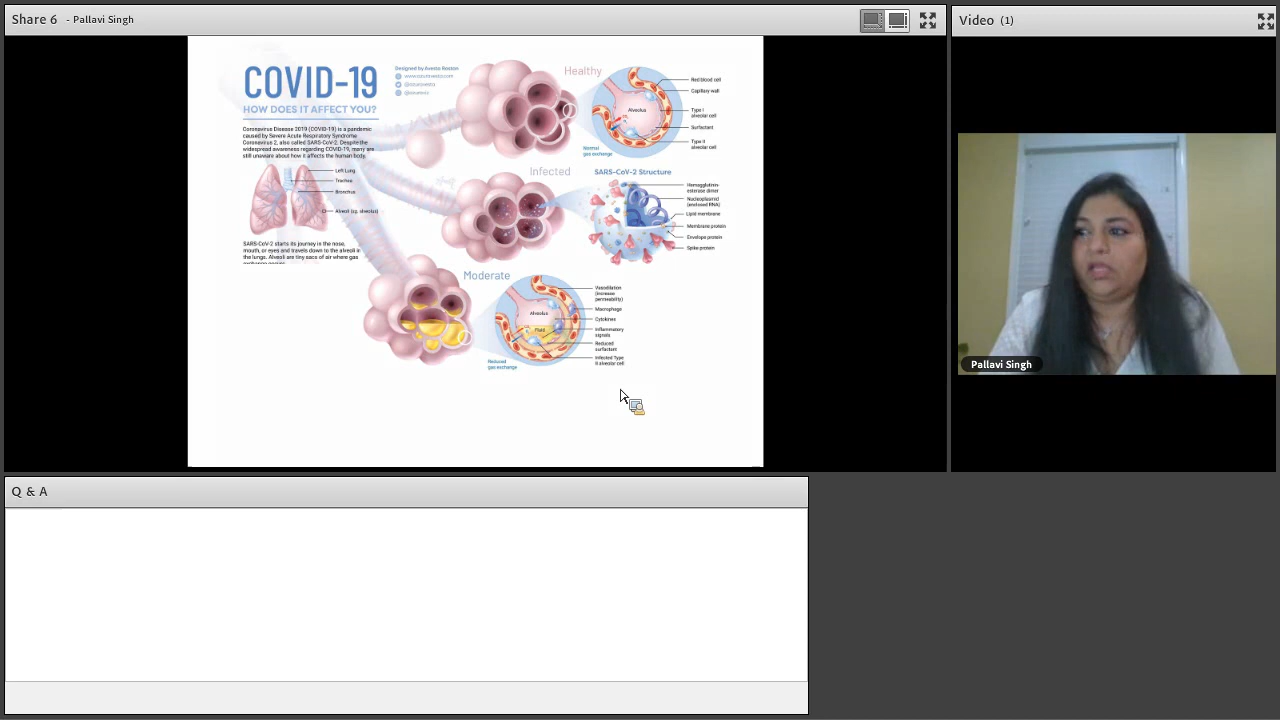 Share 6 - Pallavi Singh
Video (1)
COVID-19
HOW DOES IT AFFECT YOU?
Coronavirus Disease 2019 (COVID-19) is a pandemic
caused by Severe Acute Respiratory Syndrome
Coronavirus 2, also called SARS-CoV-2. Despite the
widespread awareness regarding COVID-19, many are
still unaware about how it affects the human body.
Left Lung
Trachea
Bronchus
Alveoli (sg. alveolus)
SARS-CoV-2 starts its journey in the nose,
mouth, or eyes and travels down to the alveoli in
the lungs. Alveoli are tiny sacs of air where gas
exchange occurs.
Designed by Avesta Rastan
Healthy
Alveolus
Red blood cell
Capillary wall
Type I
alveolar cell
Surfactant
Type II
alveolar cell
Normal
gas exchange
Infected
SARS-CoV-2 Structure
Hemagglutinin-
esterase dimer
Nucleoplasmid
(enclosed RNA)
Lipid membrane
Membrane protein
Envelope protein
Spike protein
Moderate
Alveolus
Fluid
Vasodilation
(increase
permeability)
Macrophage
Cytokines
Inflammatory
signals
Reduced
surfactant
Infected Type
II alveolar cell
Reduced
gas exchange
Pallavi Singh
Q & A